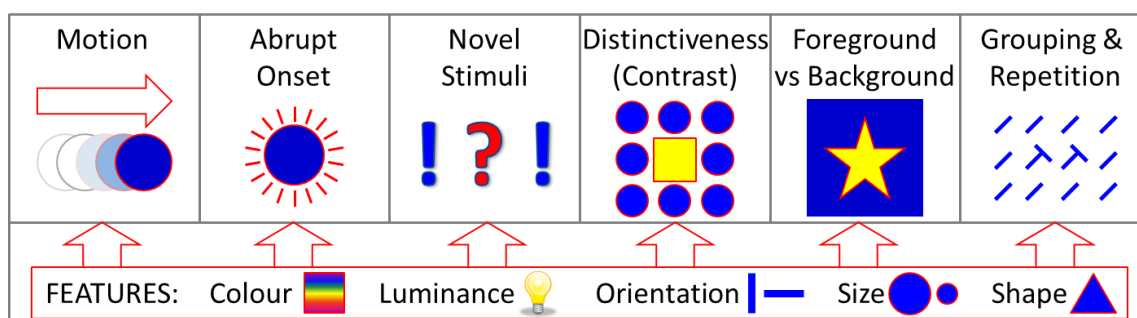 Motion
Abrupt
Onset
Novel
Stimuli
! ? !
Distinctiveness
(Contrast)
Foreground
vs Background
Grouping &
Repetition
FEATURES: Colour Luminance Orientation Size Shape